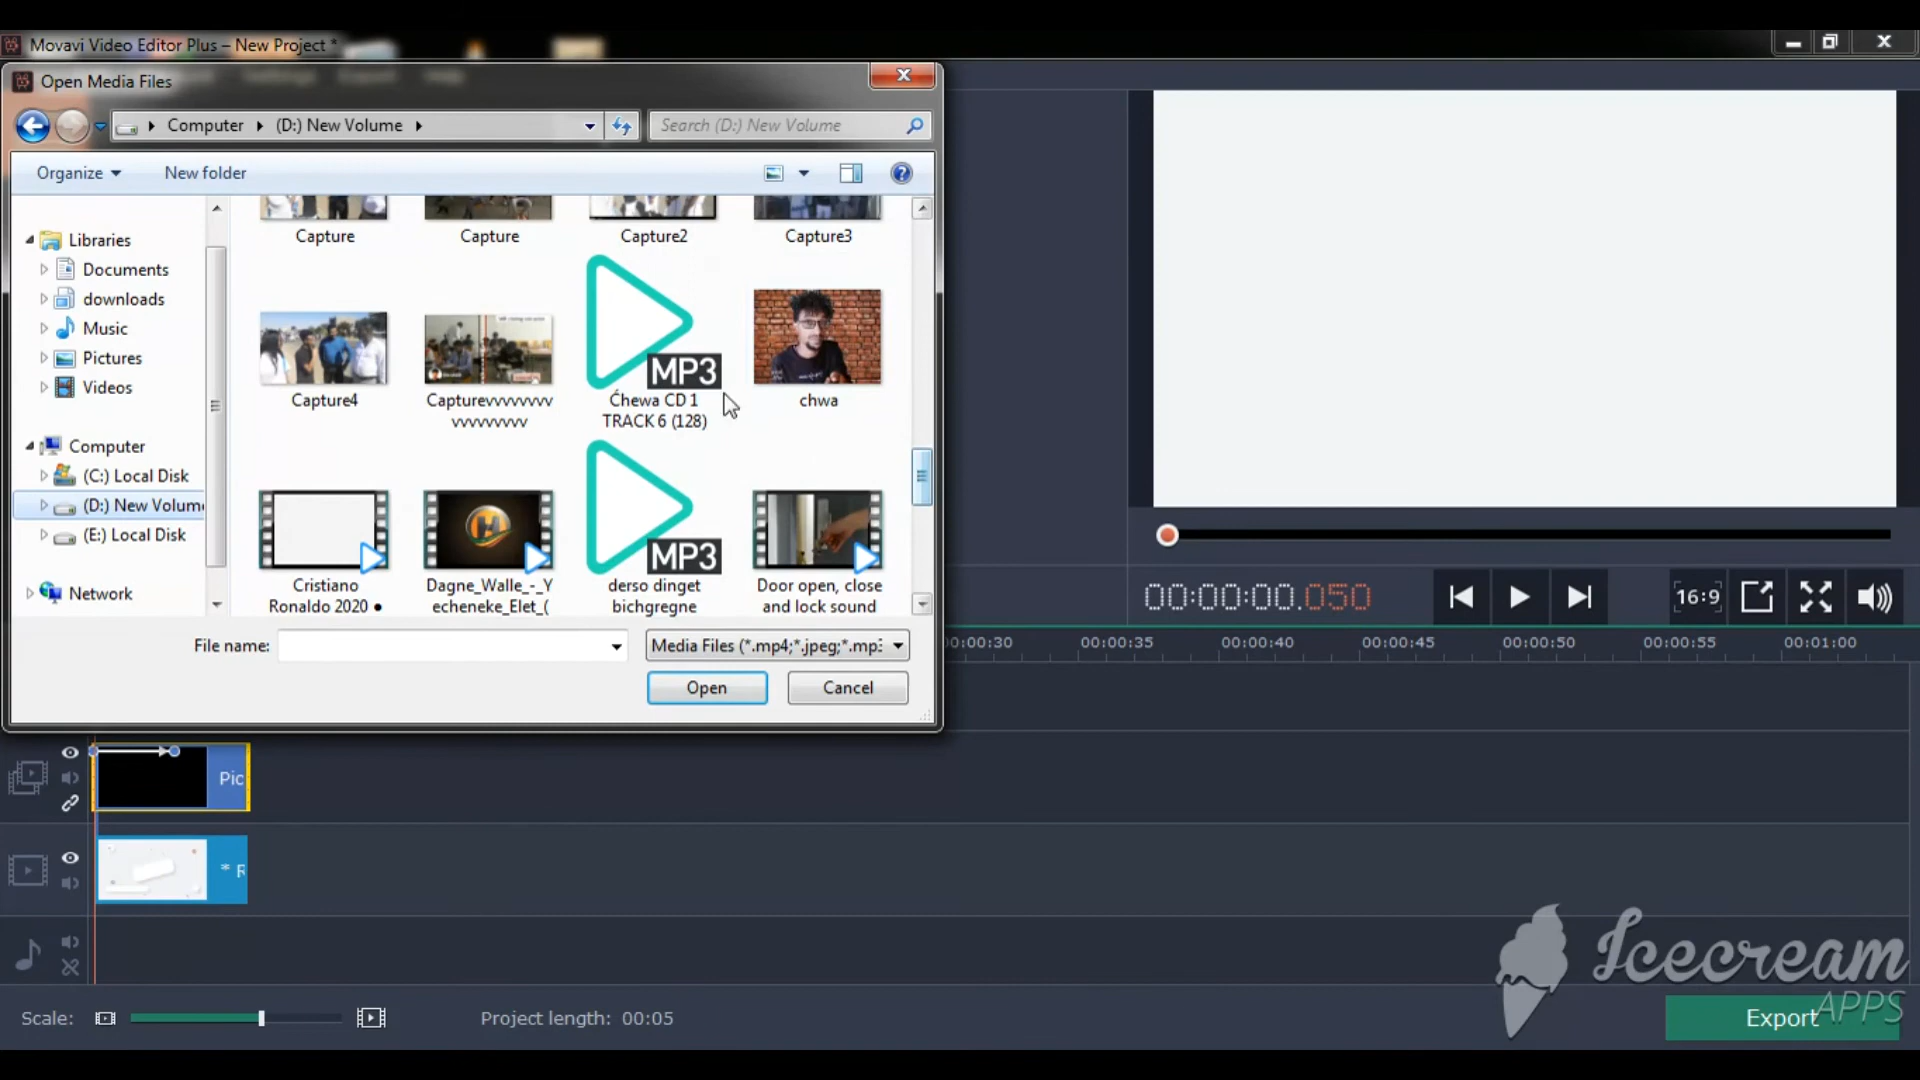 Movavi Video Editor Plus – New Project *
Open Media Files
Computer
(D:) New Volume
Search (D:) New Volume
Organize
New folder
Libraries
Documents
downloads
Music
Pictures
Videos
Computer
(C:) Local Disk
(D:) New Volum
(E:) Local Disk
Network
Capture
Capture
Capture2
Capture3
MP3
Capture4
Capturevvvvvvvv
vvvvvvvvv
Ćhewa CD 1
TRACK 6 (128)
chwa
MP3
Cristiano
Ronaldo 2020 ●
Dagne_Walle_-_Y
echeneke_Elet_(
derso dinget
bichgregne
Door open, close
and lock sound
File name:
Media Files (*.mp4;*.jpeg;*.mp3
Open
Cancel
00:00:00.050
16:9
00:00:30
00:00:35
00:00:40
00:00:45
00:00:50
00:00:55
00:01:00
Pic
*
Scale:
Project length: 00:05
Export
Icecream
APPS